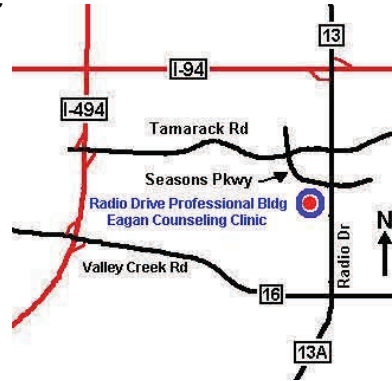 13
I-94
I-494
Tamarack Rd
Seasons Pkwy
Radio Drive Professional Bldg
Eagan Counseling Clinic
N
Radio Dr
Valley Creek Rd
16
13A